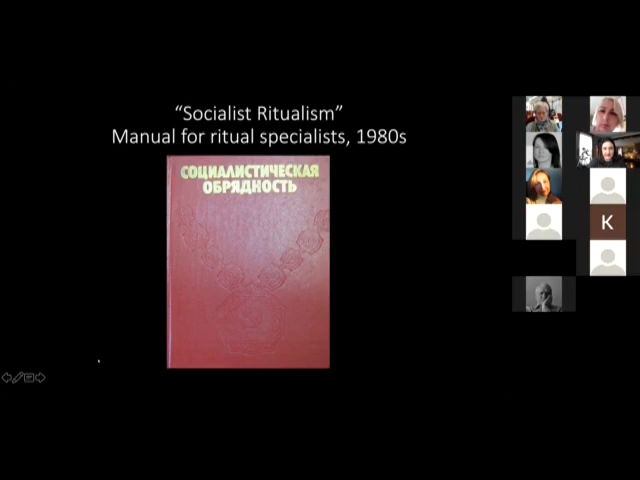 “Socialist Ritualism”
Manual for ritual specialists, 1980s
СОЦИАЛИСТИЧЕСКАЯ
ОБРЯДНОСТЬ
K